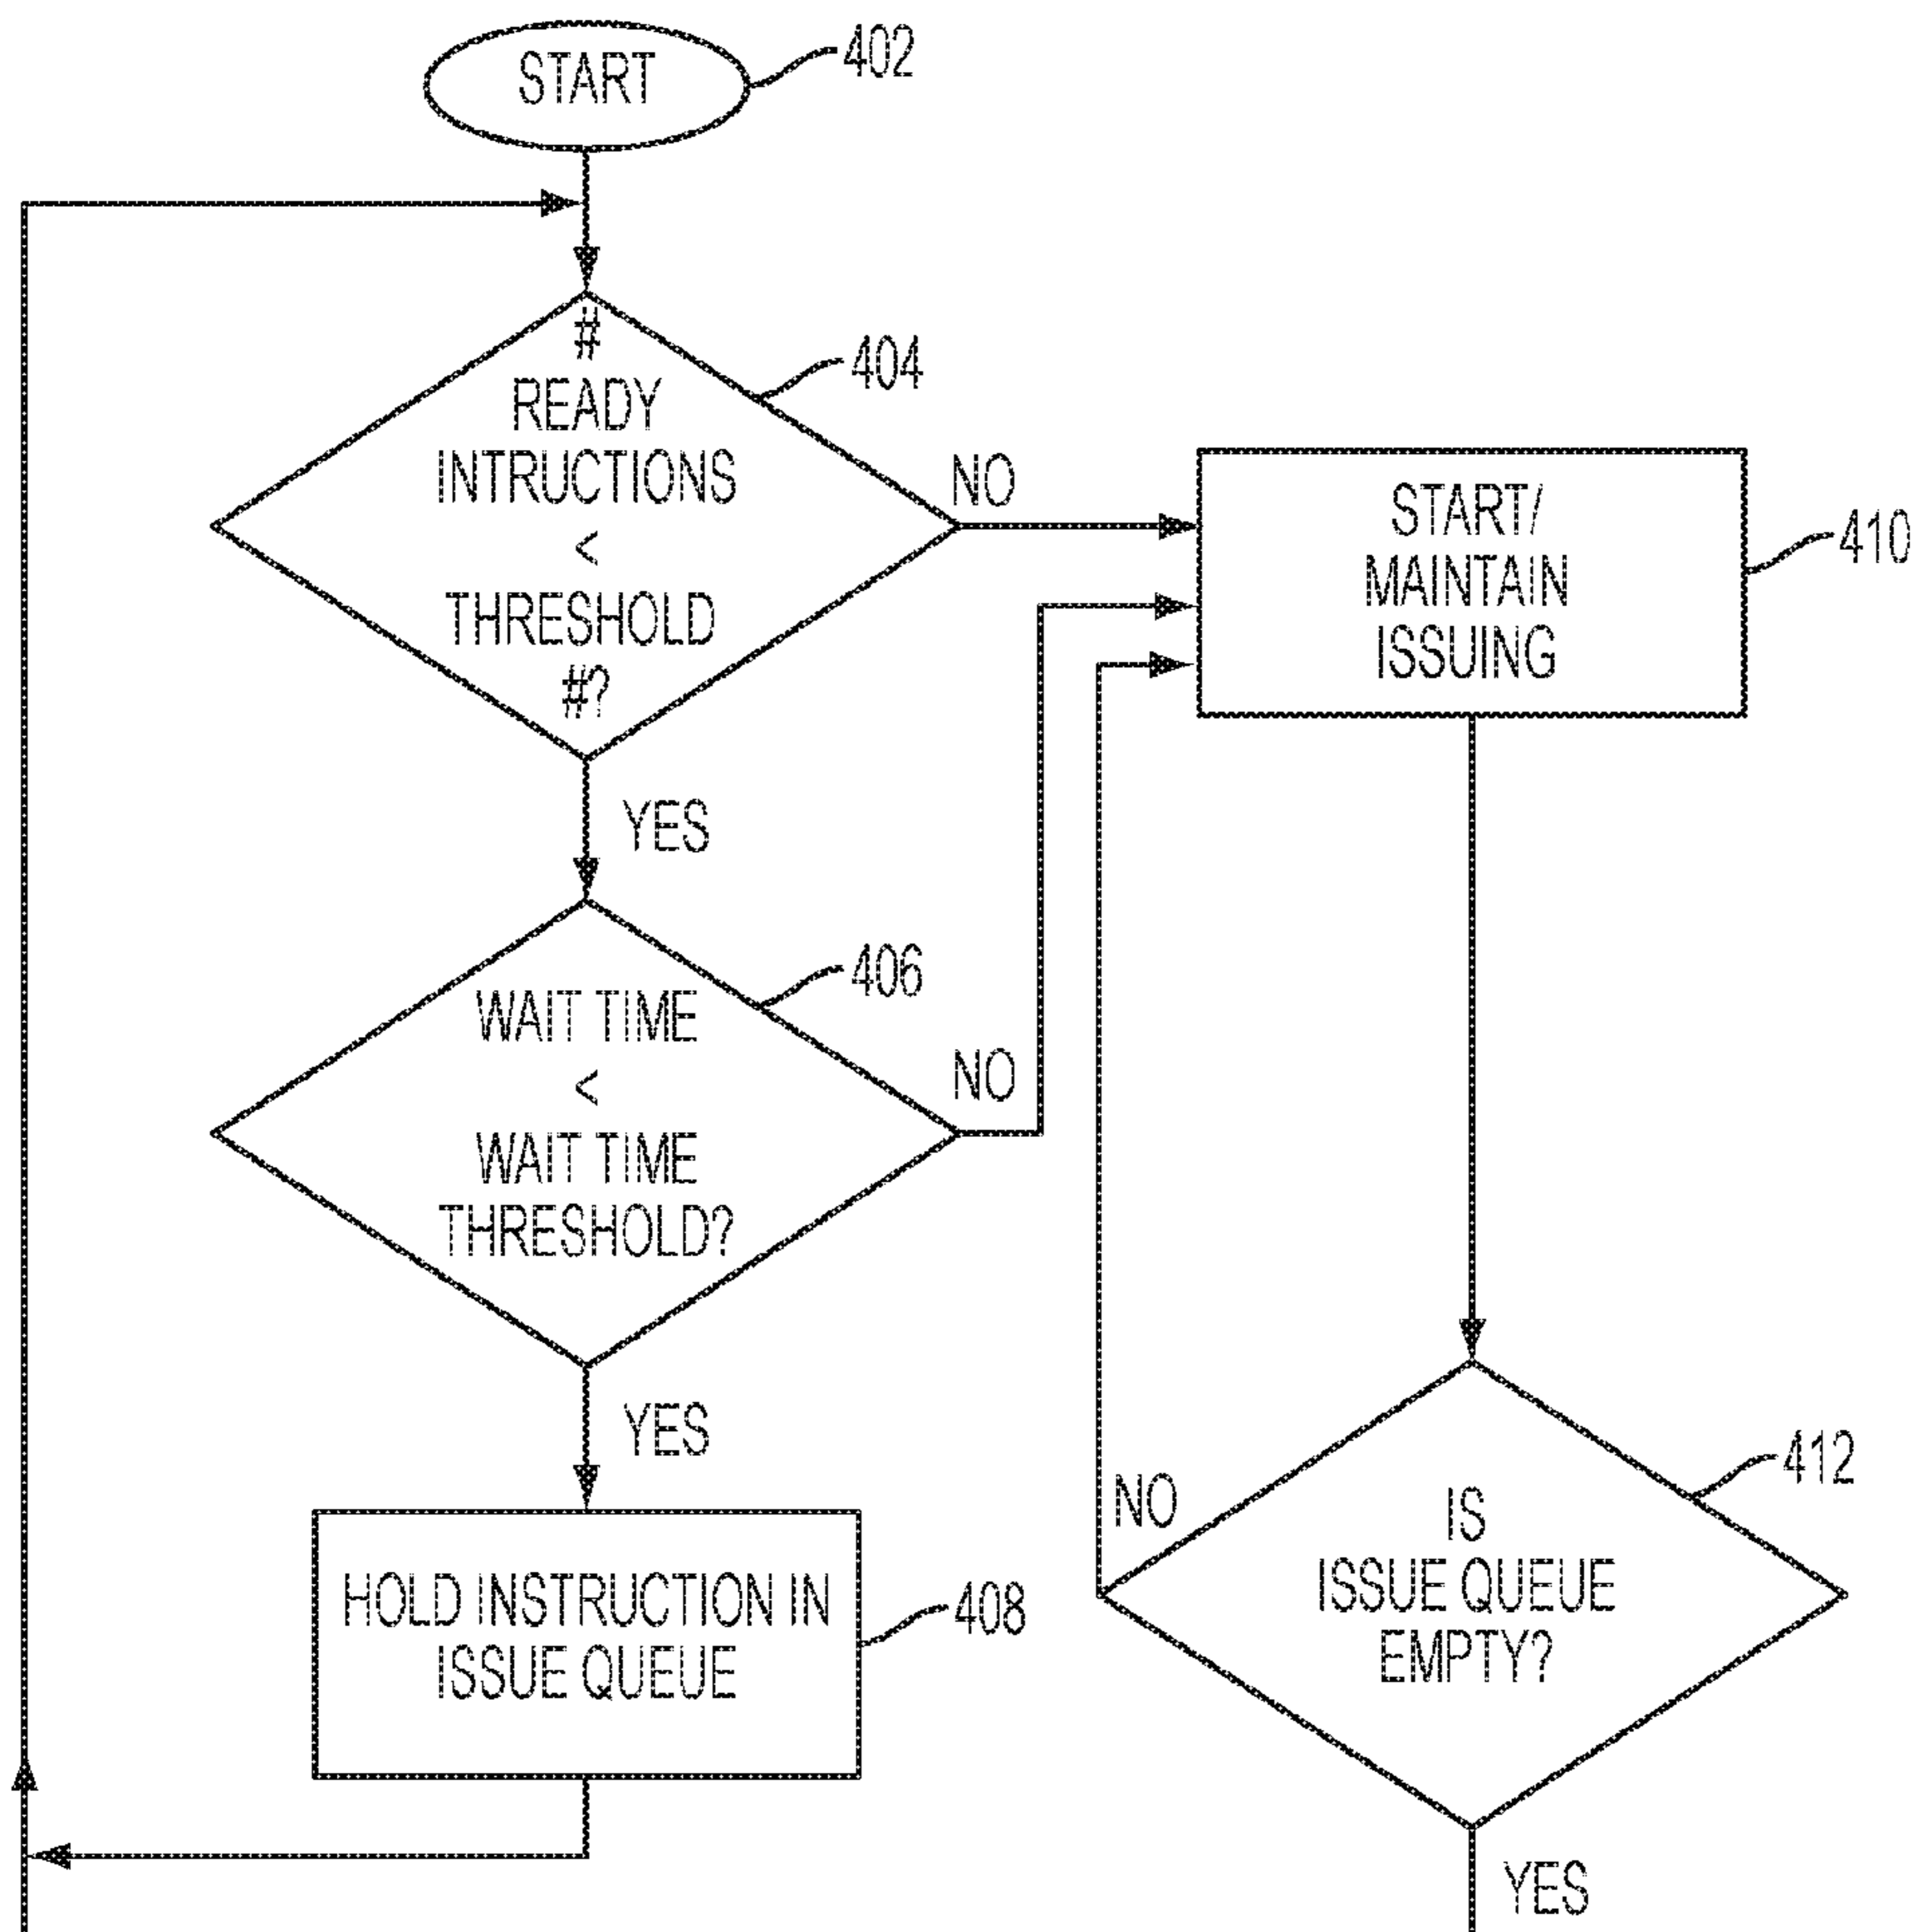 START
402
#
READY
INTRUCTIONS
<
THRESHOLD
#?
404
NO
START/
MAINTAIN
ISSUING
410
YES
WAIT TIME
<
WAIT TIME
THRESHOLD?
406
NO
YES
HOLD INSTRUCTION IN
ISSUE QUEUE
408
NO
IS
ISSUE QUEUE
EMPTY?
412
YES